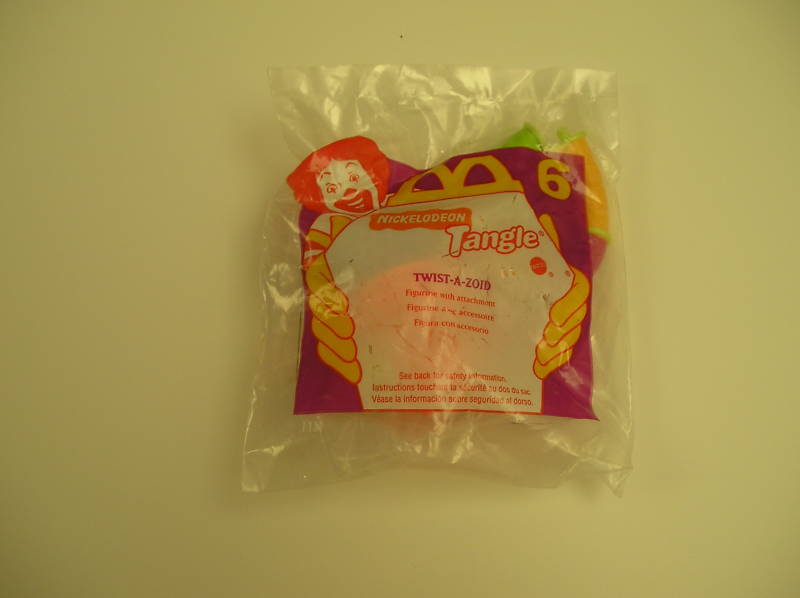 6
NICKELODEON
Tangle
TWIST-A-ZOID
Figurine with attachment
Figurine avec accessoire
Figura con accesorio
See back for safety information.
Instructions touchant la sécurité au dos du sac.
Véase la información sobre seguridad al dorso.